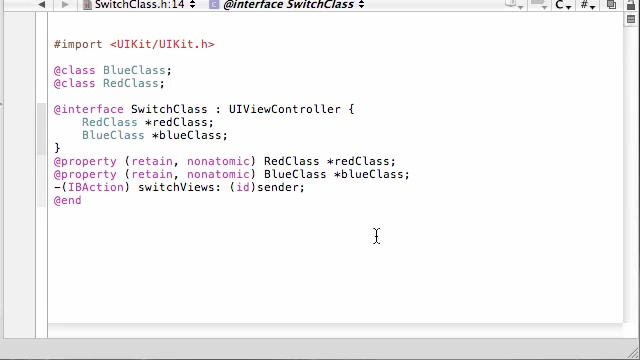 SwitchClass.h:14 @interface SwitchClass C #
#import <UIKit/UIKit.h>
@class BlueClass;
@class RedClass;
@interface SwitchClass : UIViewController {
RedClass *redClass;
BlueClass *blueClass;
}
@property (retain, nonatomic) RedClass *redClass;
@property (retain, nonatomic) BlueClass *blueClass;
-(IBAction) switchViews: (id)sender;
@end